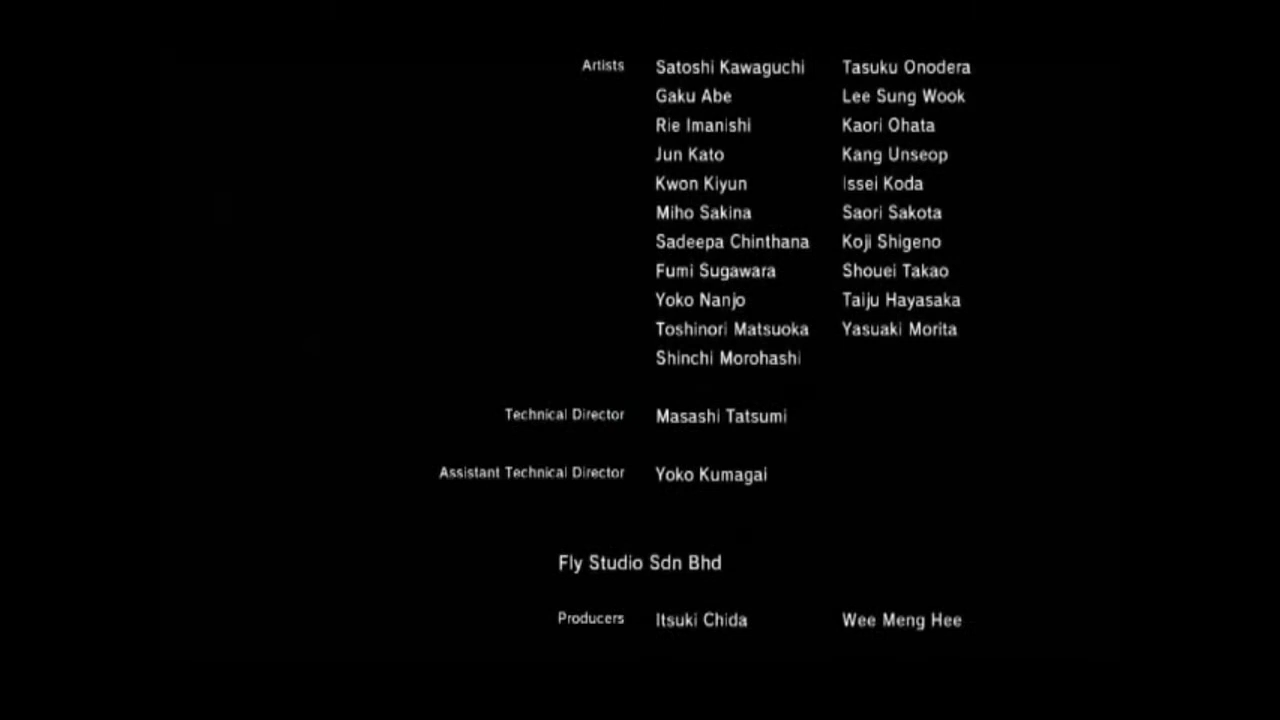 Artists Satoshi Kawaguchi Tasuku Onodera
Gaku Abe Lee Sung Wook
Rie Imanishi Kaori Ohata
Jun Kato Kang Unseop
Kwon Kiyun Issei Koda
Miho Sakina Saori Sakota
Sadeepa Chinthana Koji Shigeno
Fumi Sugawara Shouei Takao
Yoko Nanjo Taiju Hayasaka
Toshinori Matsuoka Yasuaki Morita
Shinchi Morohashi
Technical Director Masashi Tatsumi
Assistant Technical Director Yoko Kumagai
Fly Studio Sdn Bhd
Producers Itsuki Chida Wee Meng Hee